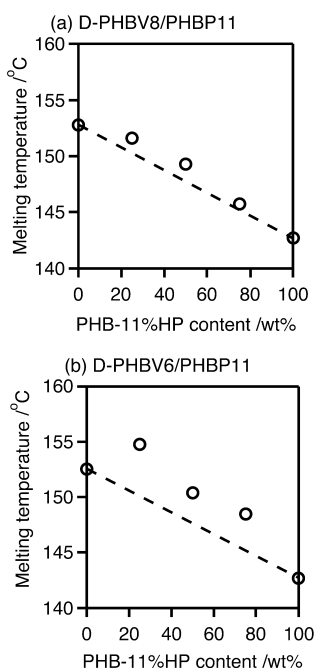 (a) D-PHBV8/PHBP11
160
155
150
145
140
Melting temperature /°C
0 20 40 60 80 100
PHB-11%HP content /wt%
(b) D-PHBV6/PHBP11
160
155
150
145
140
Melting temperature /°C
0 20 40 60 80 100
PHB-11%HP content /wt%